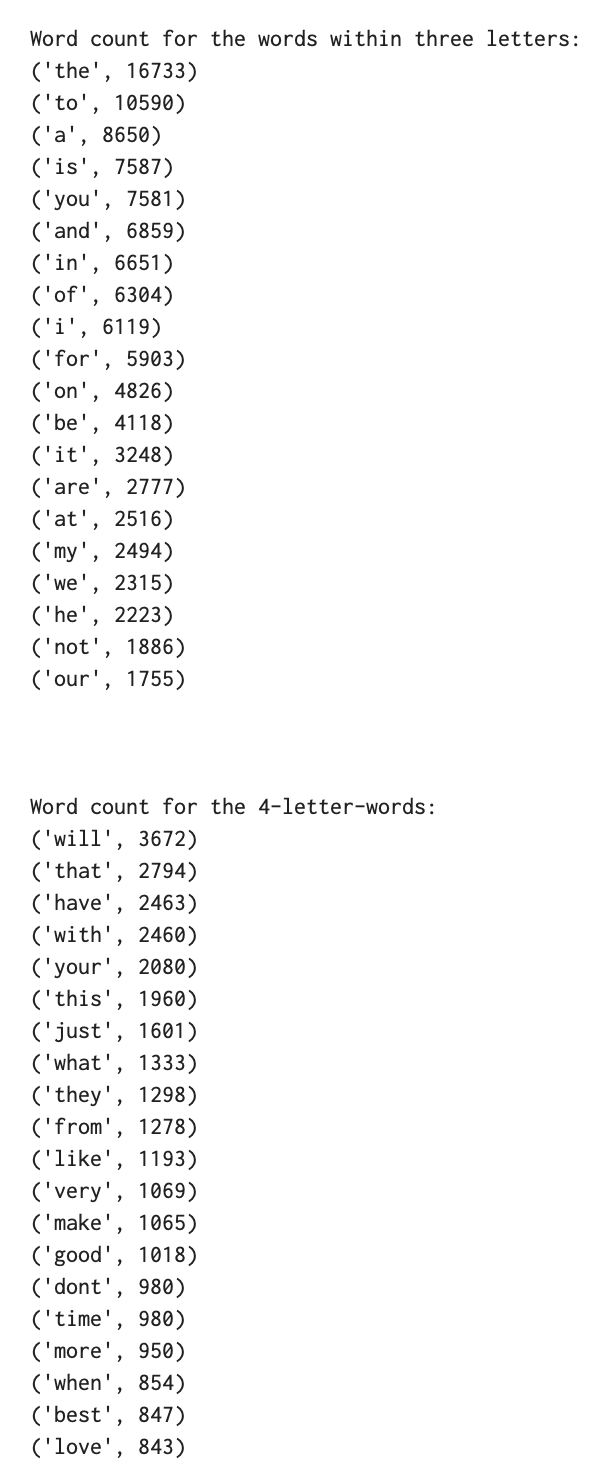 Word count for the words within three letters:
('the', 16733)
('to', 10590)
('a', 8650)
('is', 7587)
('you', 7581)
('and', 6859)
('in', 6651)
('of', 6304)
('i', 6119)
('for', 5903)
('on', 4826)
('be', 4118)
('it', 3248)
('are', 2777)
('at', 2516)
('my', 2494)
('we', 2315)
('he', 2223)
('not', 1886)
('our', 1755)
Word count for the 4-letter-words:
('will', 3672)
('that', 2794)
('have', 2463)
('with', 2460)
('your', 2080)
('this', 1960)
('just', 1601)
('what', 1333)
('they', 1298)
('from', 1278)
('like', 1193)
('very', 1069)
('make', 1065)
('good', 1018)
('dont', 980)
('time', 980)
('more', 950)
('when', 854)
('best', 847)
('love', 843)